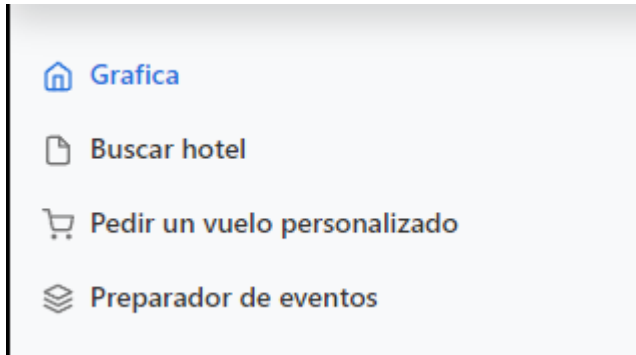 Grafica
Buscar hotel
Pedir un vuelo personalizado
Preparador de eventos